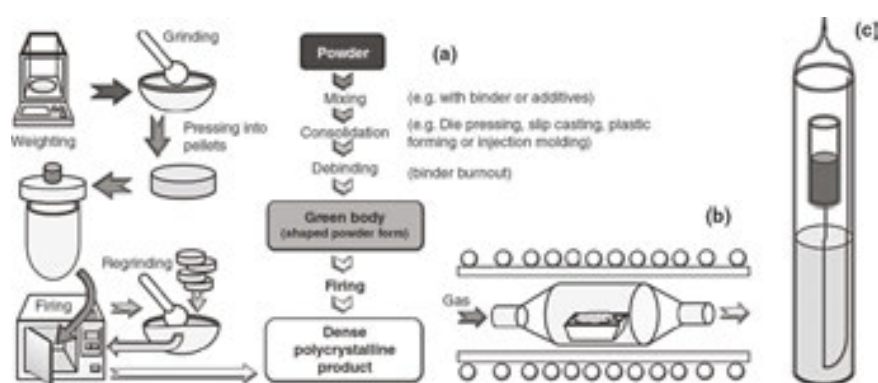 Grinding
Weighting
Pressing into
pellets
Regrinding
Firing
(a)
Powder
Mixing
(e.g. with binder or additives)
Consolidation
(e.g. Die pressing, slip casting, plastic
forming or injection molding)
Debinding
(binder burnout)
Green body
(shaped powder form)
Firing
Dense
polycrystalline
product
(b)
Gas
(c)